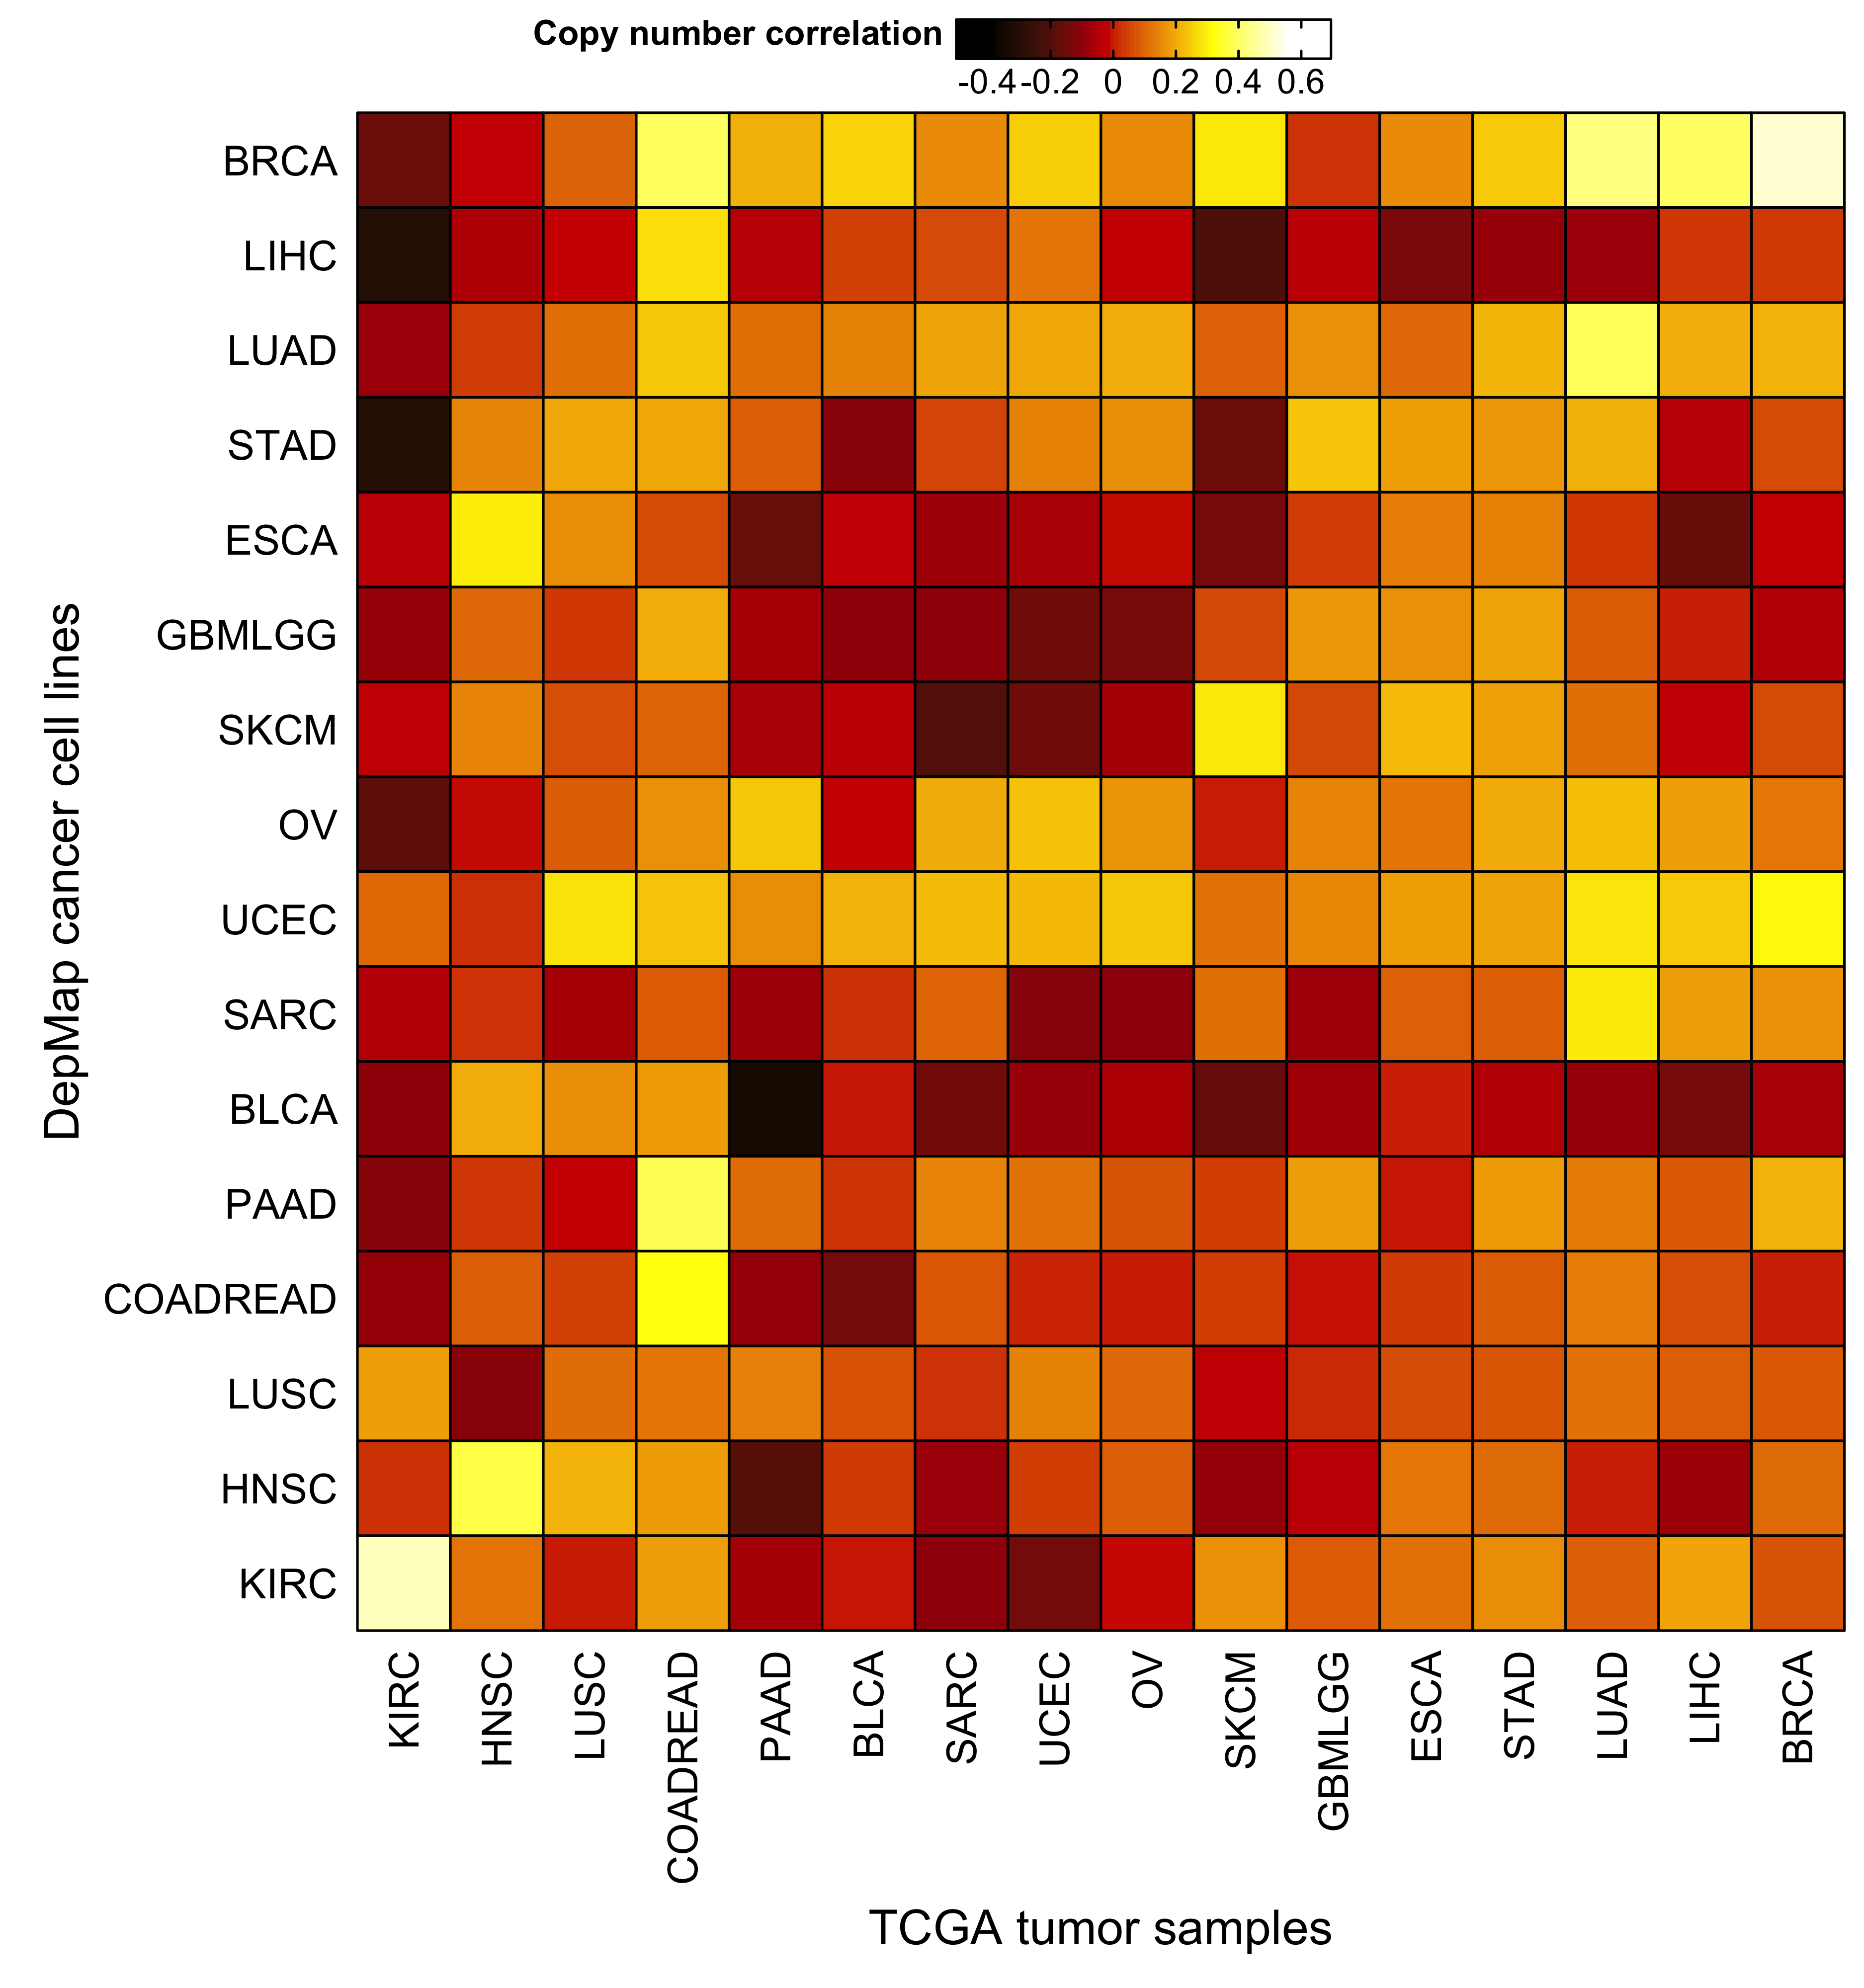 Copy number correlation
-0.4 -0.2 0 0.2 0.4 0.6
BRCA
LIHC
LUAD
STAD
ESCA
GBMLGG
SKCM
OV
UCEC
SARC
BLCA
PAAD
COADREAD
LUSC
HNSC
KIRC
DepMap cancer cell lines
KIRC
HNSC
LUSC
COADREAD
PAAD
BLCA
SARC
UCEC
OV
SKCM
GBMLGG
ESCA
STAD
LUAD
LIHC
BRCA
TCGA tumor samples